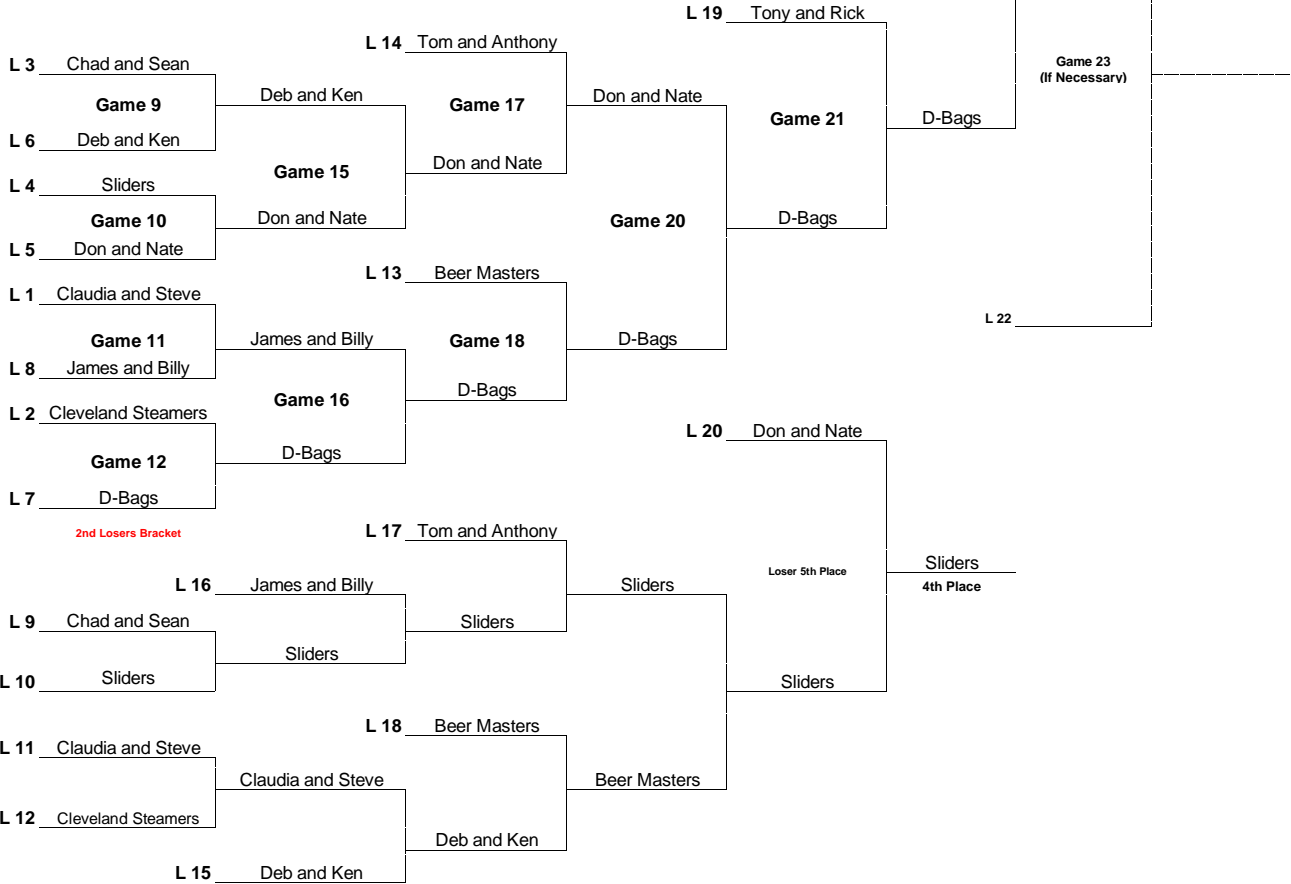 L 19 Tony and Rick
L 14 Tom and Anthony
L 3 Chad and Sean
Game 23
(If Necessary)
Deb and Ken
Don and Nate
Game 9
Game 17
Game 21
D-Bags
L 6 Deb and Ken
Don and Nate
Game 15
L 4 Sliders
Game 10
Don and Nate
Game 20
D-Bags
L 5 Don and Nate
L 13 Beer Masters
L 1 Claudia and Steve
L 22
Game 11
James and Billy
Game 18
D-Bags
L 8 James and Billy
D-Bags
Game 16
L 2 Cleveland Steamers
L 20 Don and Nate
D-Bags
Game 12
L 7 D-Bags
2nd Losers Bracket
L 17 Tom and Anthony
Sliders
Loser 5th Place
4th Place
L 16 James and Billy
Sliders
L 9 Chad and Sean
Sliders
Sliders
L 10 Sliders
Sliders
L 18 Beer Masters
L 11 Claudia and Steve
Claudia and Steve
Beer Masters
L 12 Cleveland Steamers
Deb and Ken
L 15 Deb and Ken